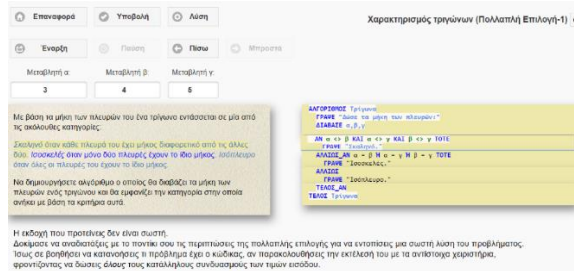 Επαναφορά Υποβολή Λύση
Χαρακτηρισμός τριγώνων (Πολλαπλή Επιλογή-1)
Έναρξη Παύση Πίσω Μπροστά
Μεταβλητή α: Μεταβλητή β: Μεταβλητή γ:
3 4 5
Με βάση τα μήκη των πλευρών του ένα τρίγωνο εντάσσεται σε μία από
τις ακόλουθες κατηγορίες:
Σκαληνό όταν κάθε πλευρά του έχει μήκος διαφορετικό από τις άλλες
δύο. Ισοσκελές όταν μόνο δύο πλευρές έχουν το ίδιο μήκος. Ισόπλευρο
όταν όλες οι πλευρές του έχουν το ίδιο μήκος.
Να δημιουργήσετε αλγόριθμο ο οποίος θα διαβάζει τα μήκη των
πλευρών ενός τριγώνου και θα εμφανίζει την κατηγορία στην οποία
ανήκει με βάση τα κριτήρια αυτά.
ΑΛΓΟΡΙΘΜΟΣ Τρίγωνα
ΓΡΑΨΕ "Δώσε τα μήκη των πλευρών:"
ΔΙΑΒΑΣΕ α,β,γ
ΑΝ α <> β ΚΑΙ α <> γ ΚΑΙ β <> γ ΤΟΤΕ
ΓΡΑΨΕ "Σκαληνό."
ΑΛΛΙΩΣ_ΑΝ α = β Ή α = γ Ή β = γ ΤΟΤΕ
ΓΡΑΨΕ "Ισοσκελές."
ΑΛΛΙΩΣ
ΓΡΑΨΕ "Ισόπλευρο."
ΤΕΛΟΣ_ΑΝ
ΤΕΛΟΣ Τρίγωνα
Η εκδοχή που προτείνεις δεν είναι σωστή.
Δοκίμασε να αναδιατάξεις με το ποντίκι σου τις περιπτώσεις της πολλαπλής επιλογής για να εντοπίσεις μια σωστή λύση του προβλήματος.
Ίσως σε βοηθήσει να κατανοήσεις τι πρόβλημα έχει ο κώδικας, αν παρακολουθήσεις την εκτέλεσή του με τα αντίστοιχα χειριστήρια,
φροντίζοντας να δώσεις όλους τους κατάλληλους συνδυασμούς των τιμών εισόδου.